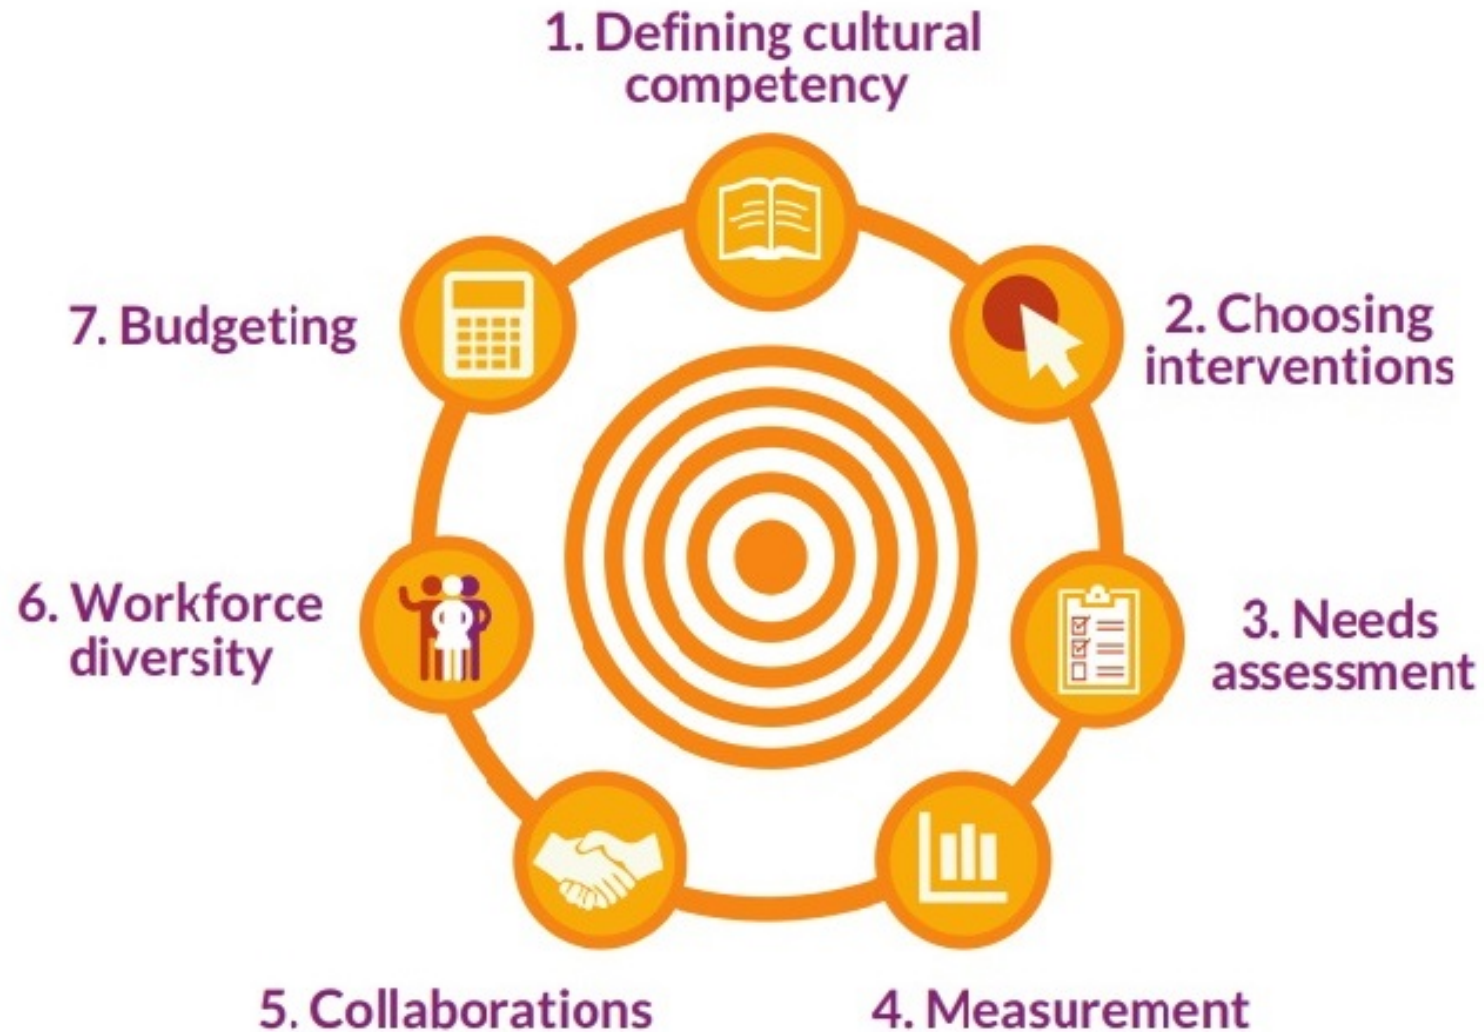 1. Defining cultural
competency
2. Choosing
interventions
3. Needs
assessment
4. Measurement
5. Collaborations
6. Workforce
diversity
7. Budgeting